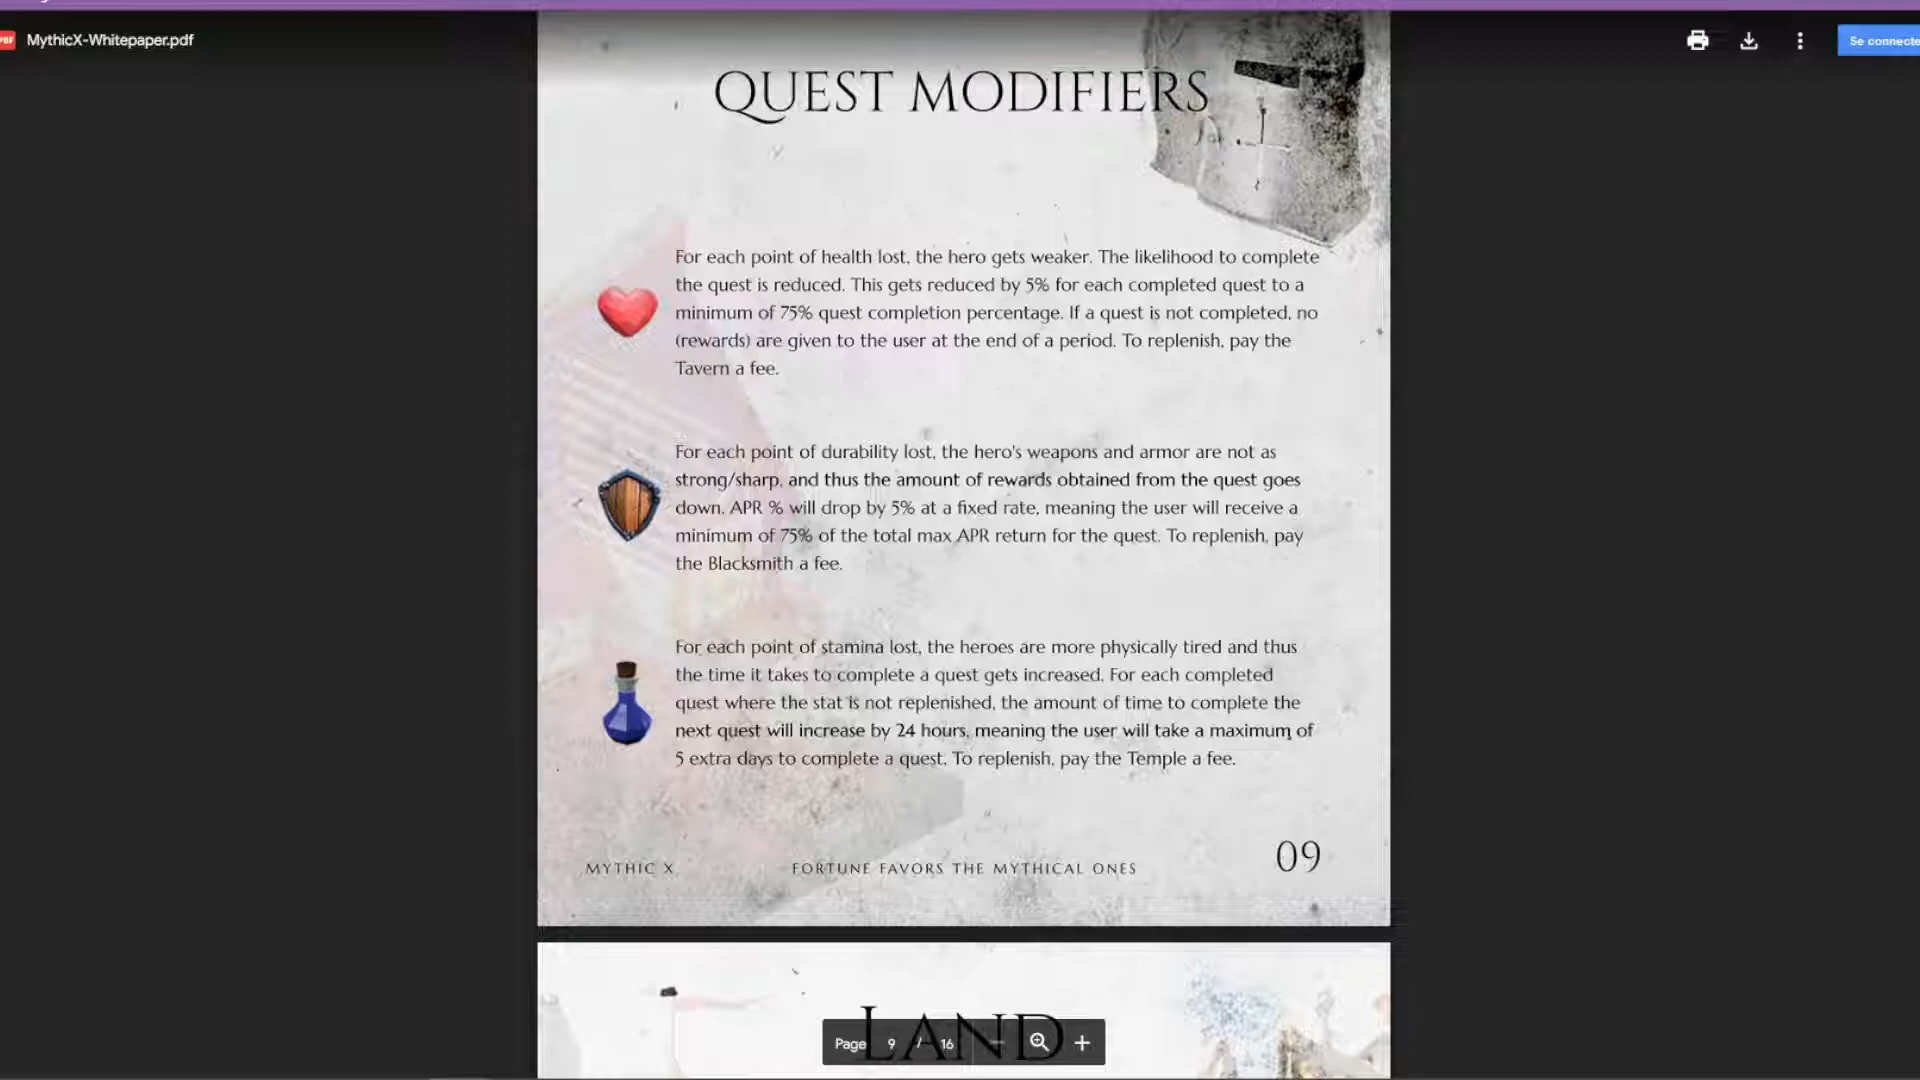 MythicX-Whitepaper.pdf
QUEST MODIFIERS
For each point of health lost, the hero gets weaker. The likelihood to complete
the quest is reduced. This gets reduced by 5% for each completed quest to a
minimum of 75% quest completion percentage. If a quest is not completed, no
(rewards) are given to the user at the end of a period. To replenish, pay the
Tavern a fee.
For each point of durability lost, the hero's weapons and armor are not as
strong/sharp, and thus the amount of rewards obtained from the quest goes
down. APR % will drop by 5% at a fixed rate, meaning the user will receive a
minimum of 75% of the total max APR return for the quest. To replenish, pay
the Blacksmith a fee.
For each point of stamina lost, the heroes are more physically tired and thus
the time it takes to complete a quest gets increased. For each completed
quest where the stat is not replenished, the amount of time to complete the
next quest will increase by 24 hours, meaning the user will take a maximum of
5 extra days to complete a quest. To replenish, pay the Temple a fee.
MYTHIC X FORTUNE FAVORS THE MYTHICAL ONES 09
LAND
Page 9 / 16
PDF
Se connecte